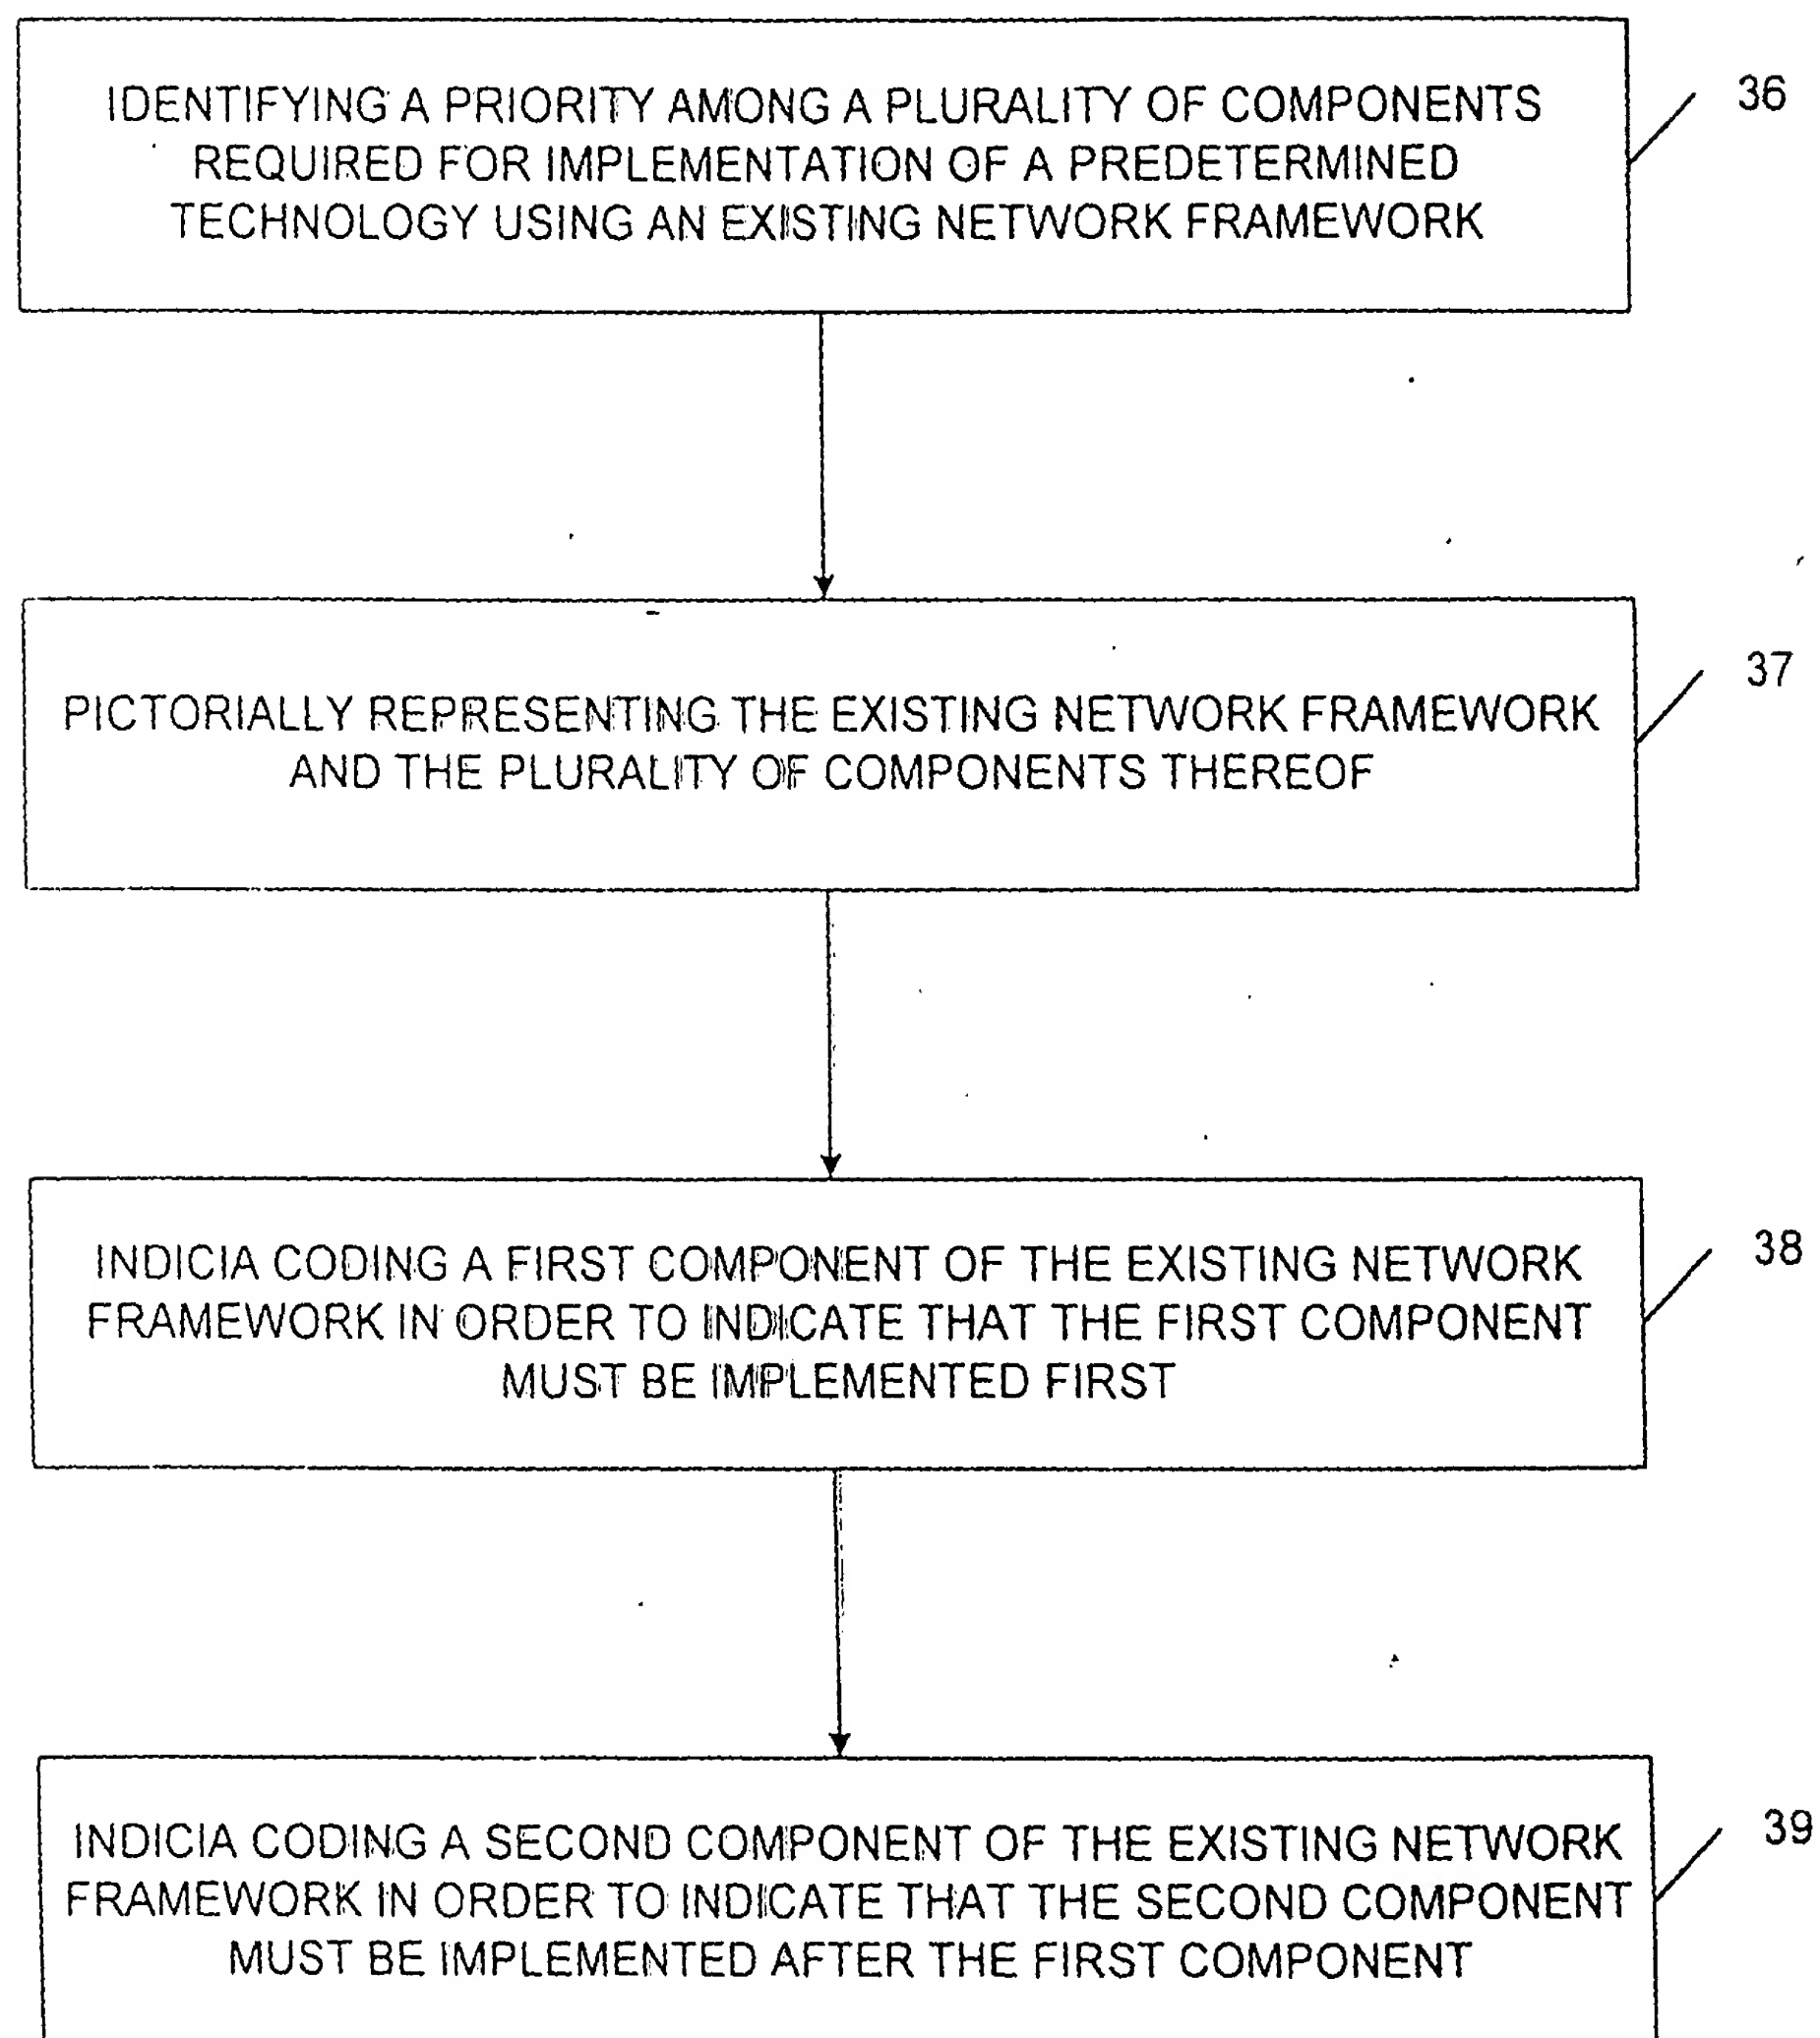 IDENTIFYING A PRIORITY AMONG A PLURALITY OF COMPONENTS
REQUIRED FOR IMPLEMENTATION OF A PREDETERMINED
TECHNOLOGY USING AN EXISTING NETWORK FRAMEWORK
36
PICTORIALLY REPRESENTING THE EXISTING NETWORK FRAMEWORK
AND THE PLURALITY OF COMPONENTS THEREOF
37
INDICIA CODING A FIRST COMPONENT OF THE EXISTING NETWORK
FRAMEWORK IN ORDER TO INDICATE THAT THE FIRST COMPONENT
MUST BE IMPLEMENTED FIRST
38
INDICIA CODING A SECOND COMPONENT OF THE EXISTING NETWORK
FRAMEWORK IN ORDER TO INDICATE THAT THE SECOND COMPONENT
MUST BE IMPLEMENTED AFTER THE FIRST COMPONENT
39